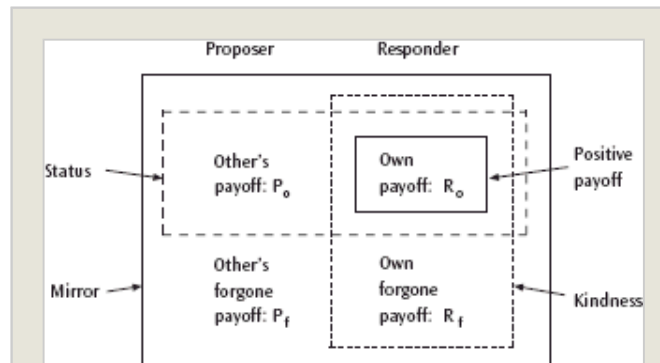 Proposer Responder
Status
Other's
payoff: Po
Own
payoff: Ro
Positive
payoff
Mirror
Other's
forgone
payoff: Pf
Own
forgone
payoff: Rf
Kindness